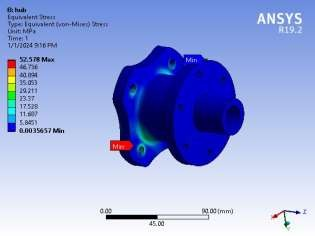 B: hub
Equivalent Stress
Type: Equivalent (von-Mises) Stress
Unit: MPa
Time: 1
1/1/2024 9:16 PM
52.578 Max
46.736
40.894
35.053
29.211
23.37
17.528
11.687
5.8451
0.0035657 Min
ANSYS
R19.2
Min
Max
0.00
90.00 (mm)
45.00
Z